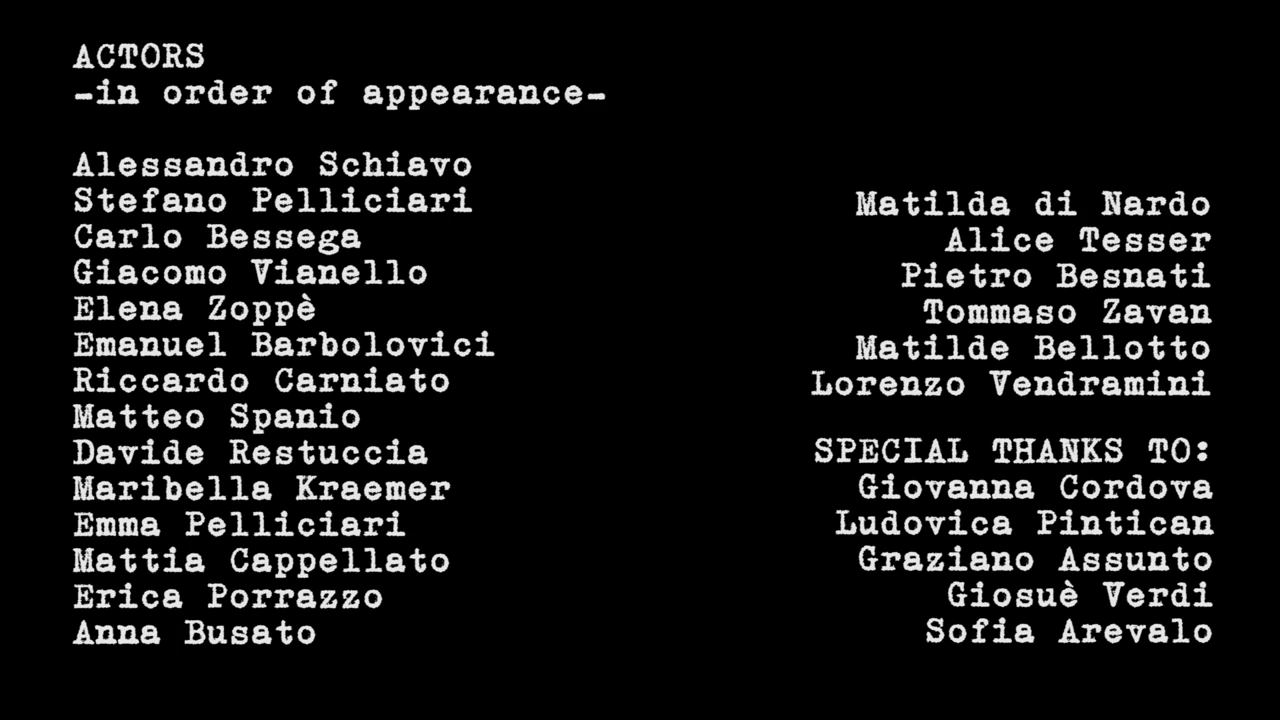 ACTORS
-in order of appearance-
Alessandro Schiavo
Stefano Pelliciari
Carlo Bessega
Giacomo Vianello
Elena Zoppè
Emanuel Barbolovici
Riccardo Carniato
Matteo Spanio
Davide Restuccia
Maribella Kraemer
Emma Pelliciari
Mattia Cappellato
Erica Porrazzo
Anna Busato
Matilda di Nardo
Alice Tesser
Pietro Besnati
Tommaso Zavan
Matilde Bellotto
Lorenzo Vendramini
SPECIAL THANKS TO:
Giovanna Cordova
Ludovica Pintican
Graziano Assunto
Giosuè Verdi
Sofia Arevalo